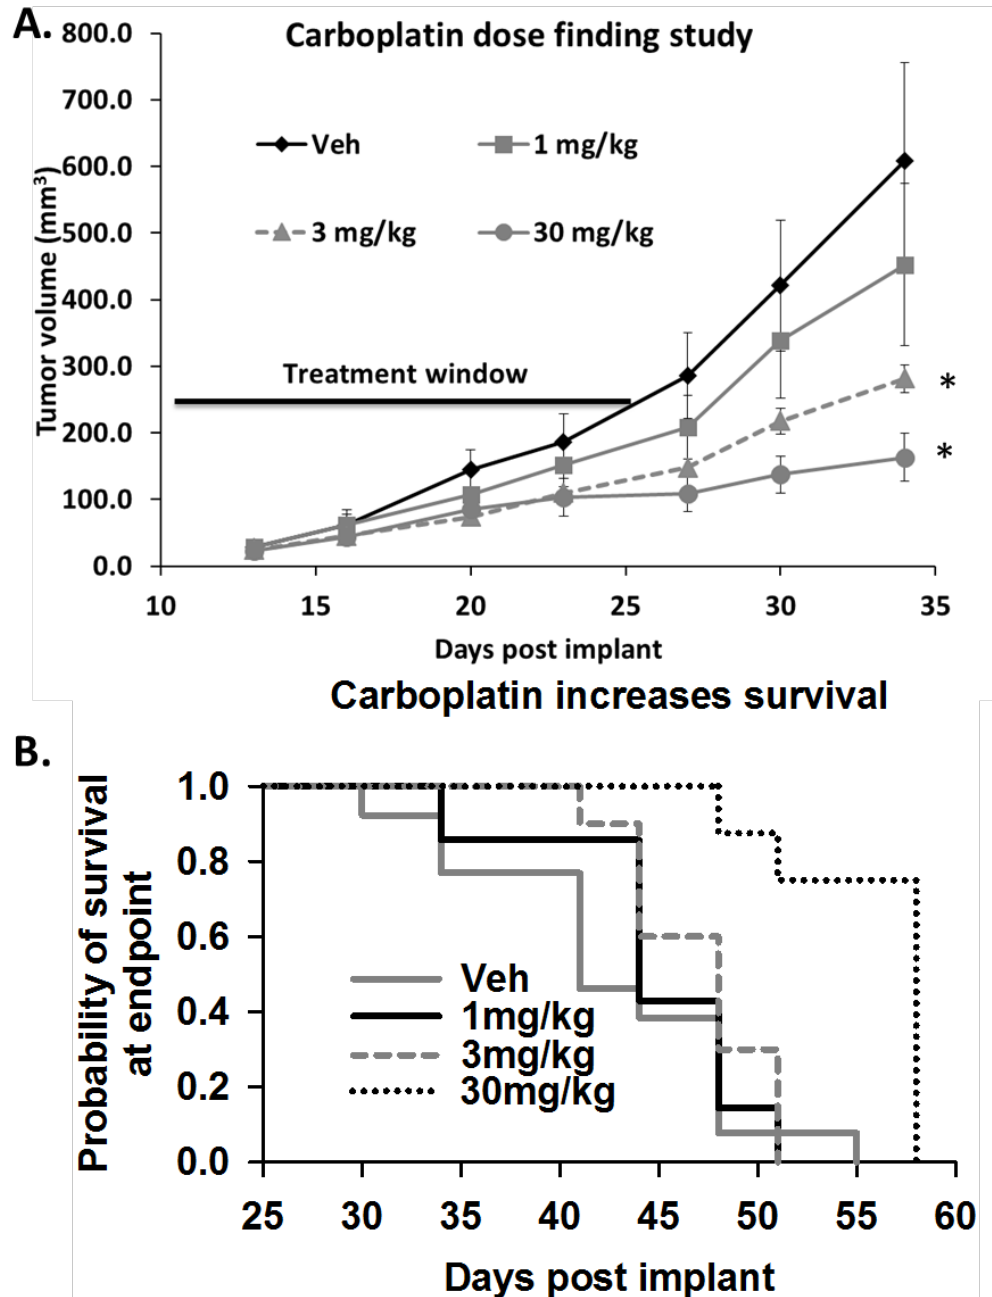 A.
Carboplatin dose finding study
800.0
700.0
600.0
500.0
400.0
300.0
200.0
100.0
0.0
Tumor volume (mm³)
Veh
1 mg/kg
3 mg/kg
30 mg/kg
Treatment window
*
*
10 15 20 25 30 35
Days post implant
Carboplatin increases survival
B.
1.0
0.8
0.6
0.4
0.2
0.0
Probability of survival
at endpoint
Veh
1mg/kg
3mg/kg
30mg/kg
25 30 35 40 45 50 55 60
Days post implant